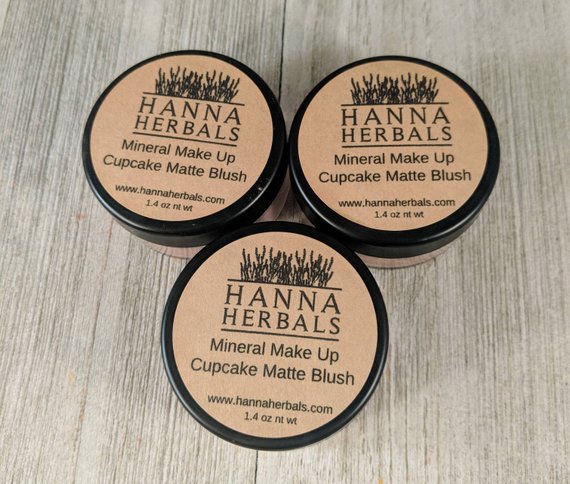 HANNA
HERBALS
Mineral Make Up
Cupcake Matte Blush
www.hannaherbals.com
1.4 oz nt wt
HANNA
HERBALS
Mineral Make Up
Cupcake Matte Blush
www.hannaherbals.com
1.4 oz nt wt
HANNA
HERBALS
Mineral Make Up
Cupcake Matte Blush
www.hannaherbals.com
1.4 oz nt wt